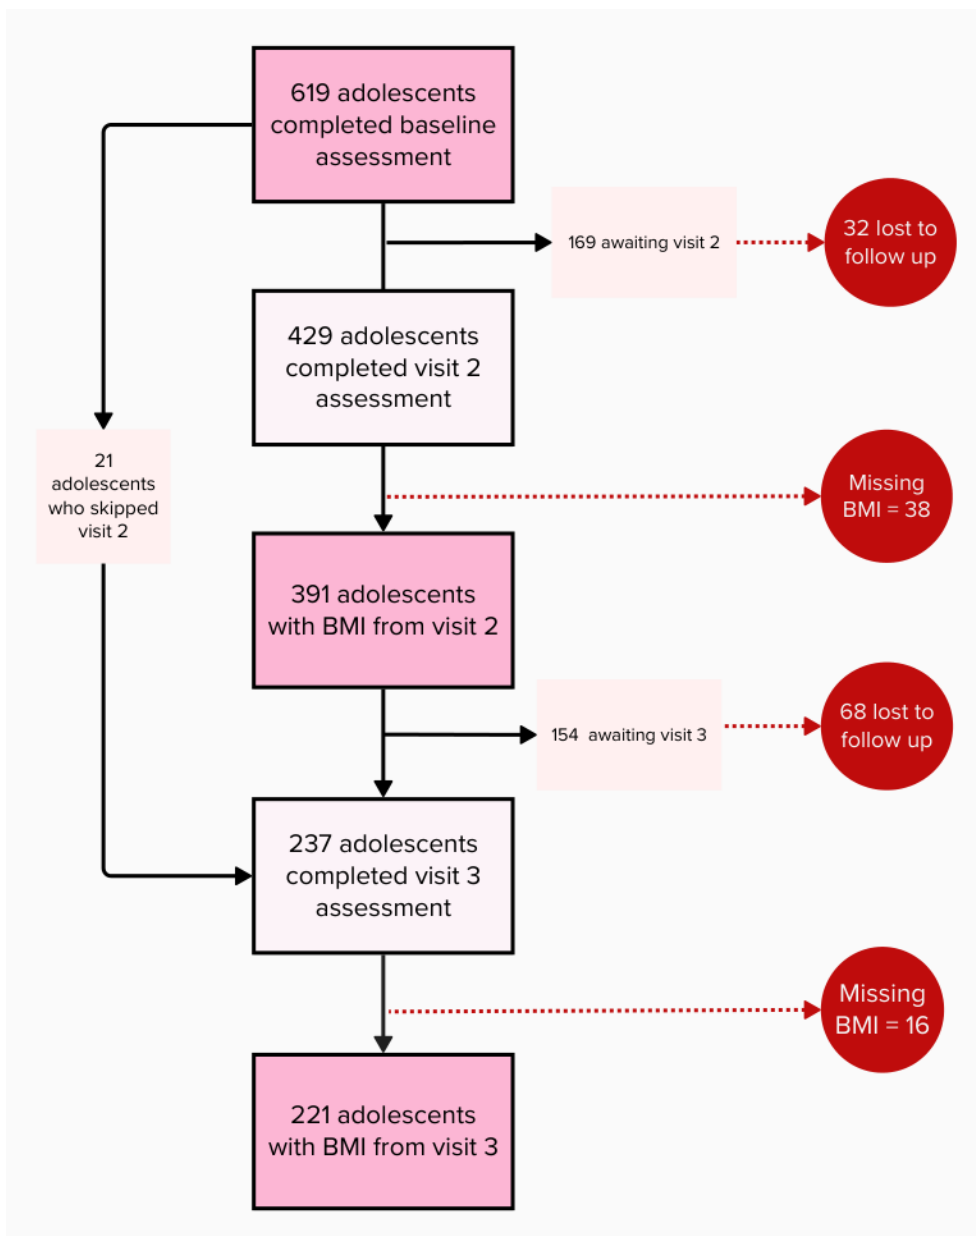 619 adolescents
completed baseline
assessment
169 awaiting visit 2
32 lost to
follow up
429 adolescents
completed visit 2
assessment
21
adolescents
who skipped
visit 2
Missing
BMI = 38
391 adolescents
with BMI from visit 2
154 awaiting visit 3
68 lost to
follow up
237 adolescents
completed visit 3
assessment
Missing
BMI = 16
221 adolescents
with BMI from visit 3